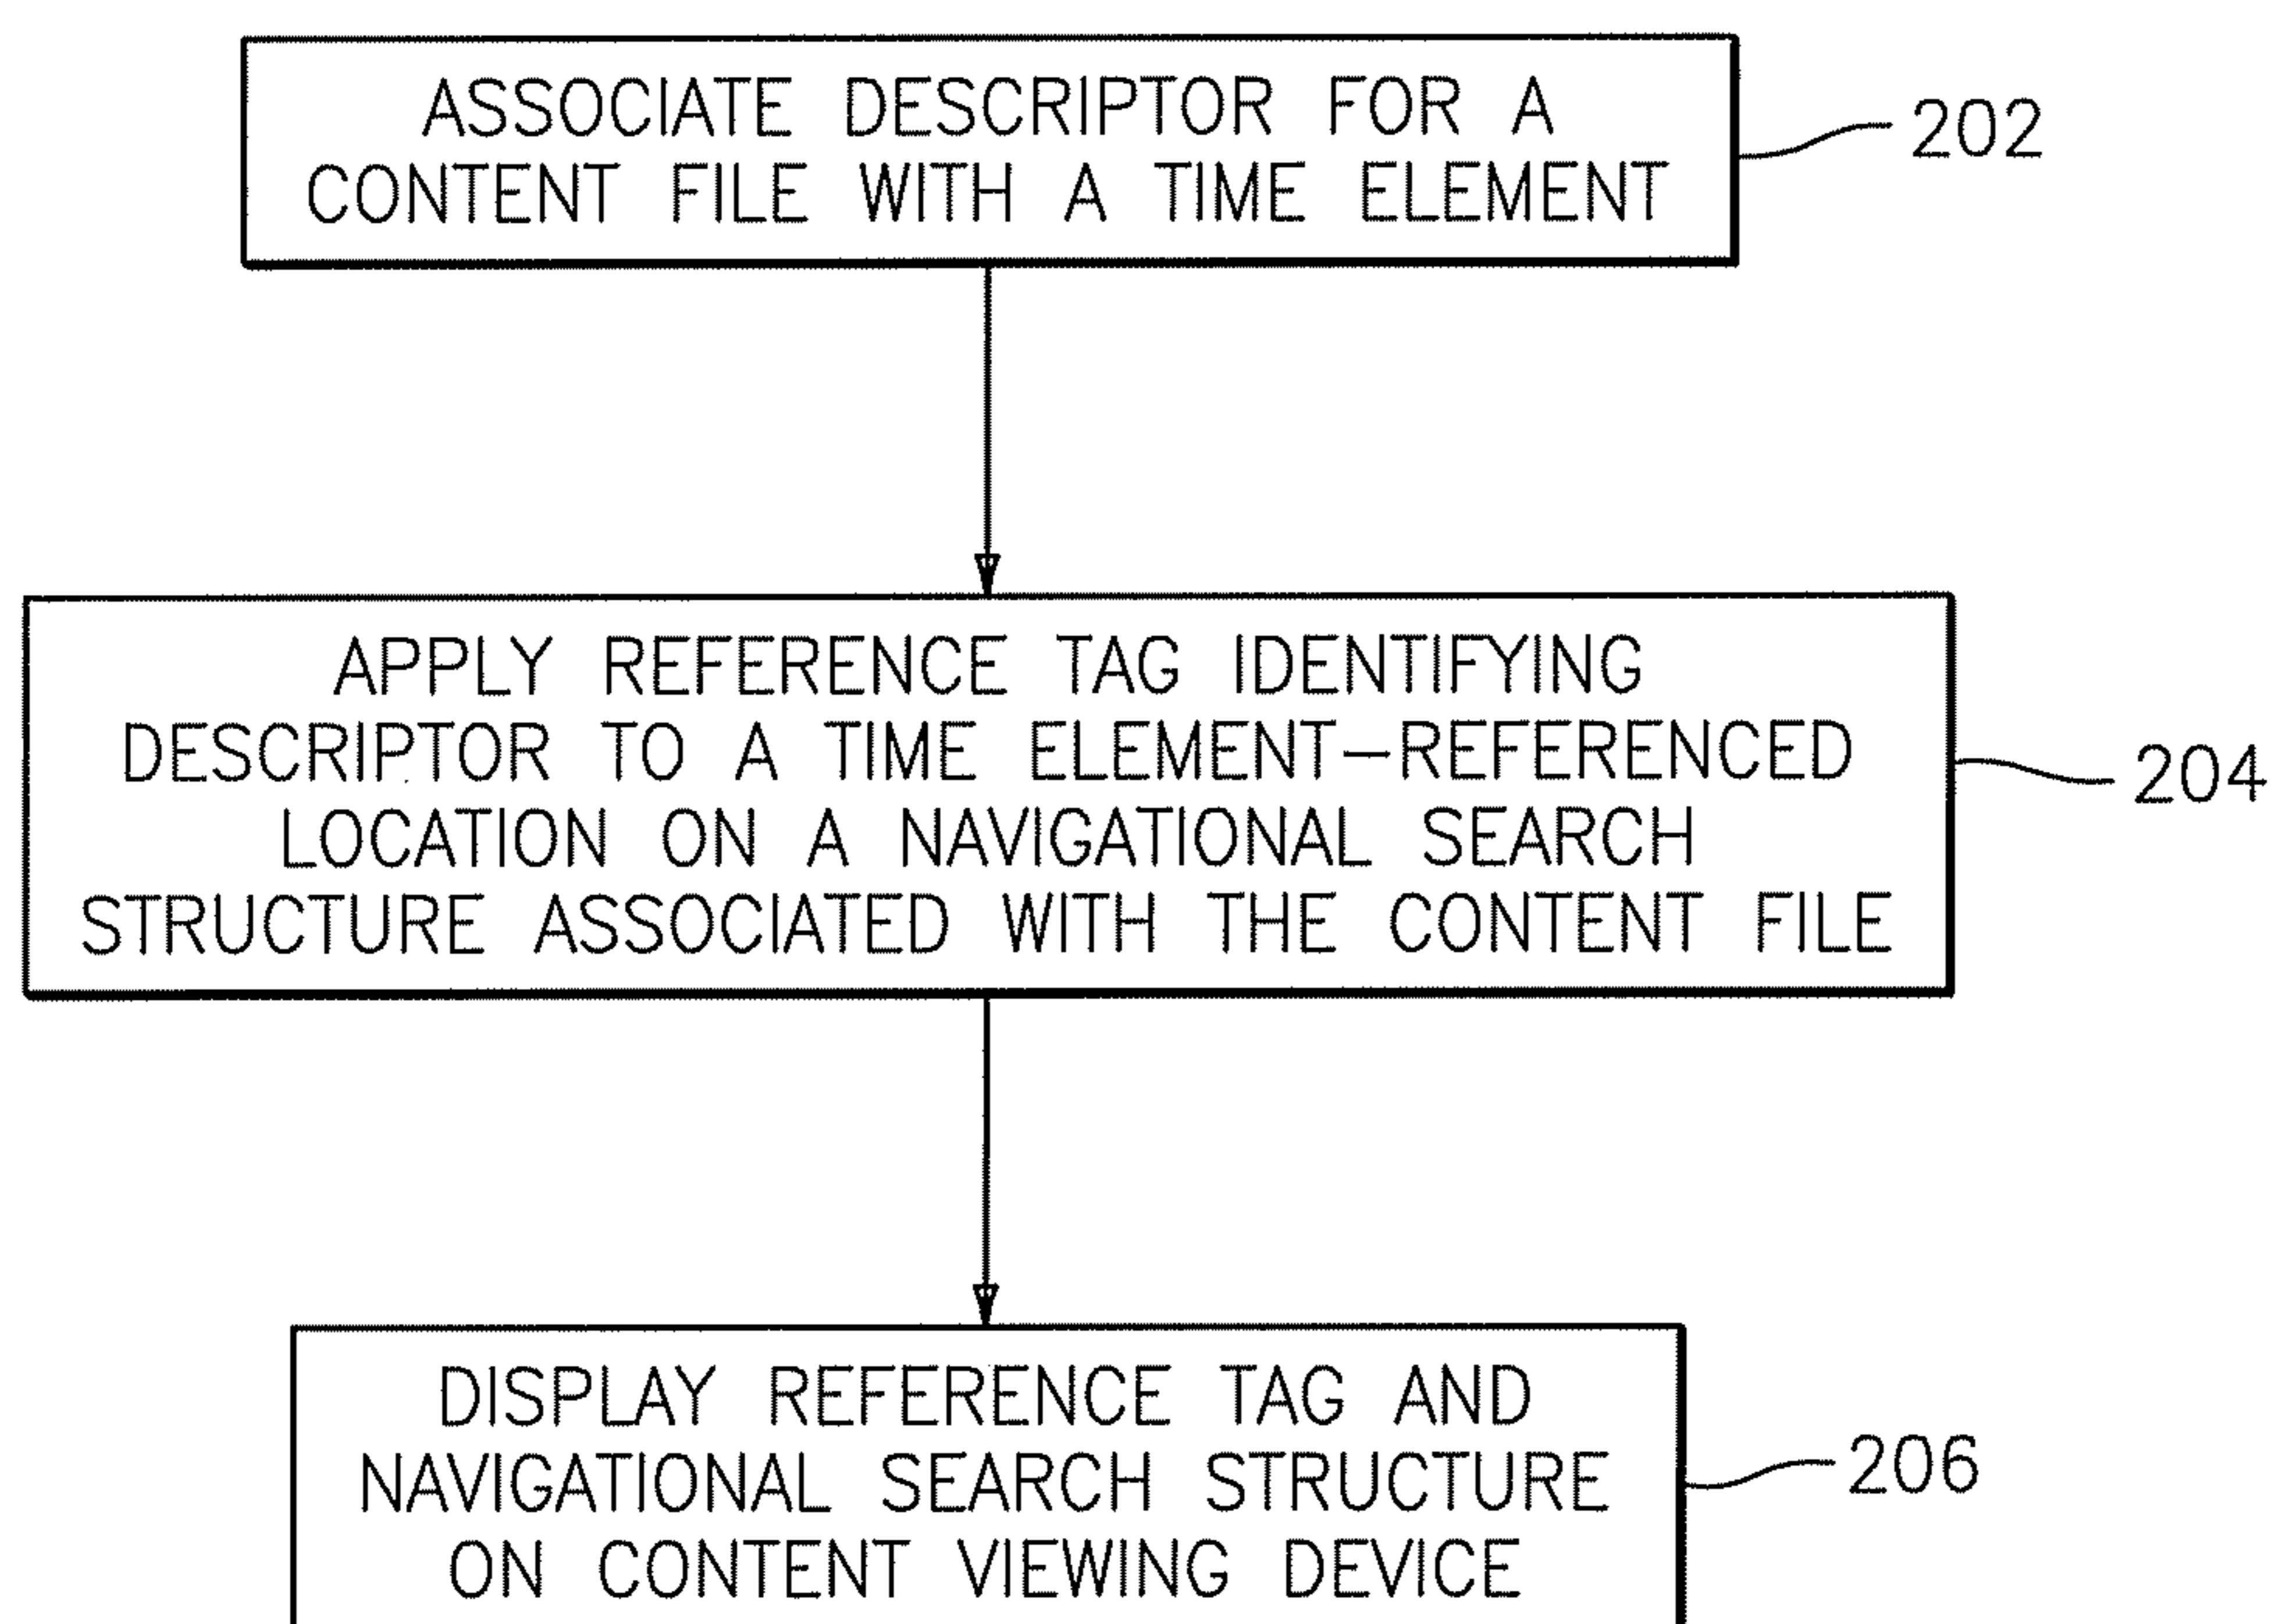 ASSOCIATE DESCRIPTOR FOR A
CONTENT FILE WITH A TIME ELEMENT
202
APPLY REFERENCE TAG IDENTIFYING
DESCRIPTOR TO A TIME ELEMENT-REFERENCED
LOCATION ON A NAVIGATIONAL SEARCH
STRUCTURE ASSOCIATED WITH THE CONTENT FILE
204
DISPLAY REFERENCE TAG AND
NAVIGATIONAL SEARCH STRUCTURE
ON CONTENT VIEWING DEVICE
206